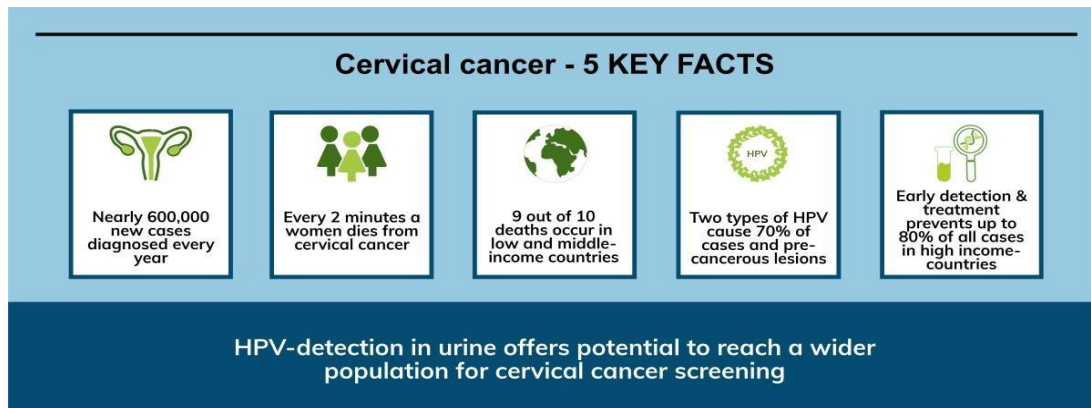 Cervical cancer - 5 KEY FACTS
Nearly 600,000
new cases
diagnosed every
year
Every 2 minutes a
women dies from
cervical cancer
9 out of 10
deaths occur in
low and middle-
income countries
HPV
Two types of HPV
cause 70% of
cases and pre-
cancerous lesions
Early detection &
treatment
prevents up to
80% of all cases
in high income-
countries
HPV-detection in urine offers potential to reach a wider
population for cervical cancer screening